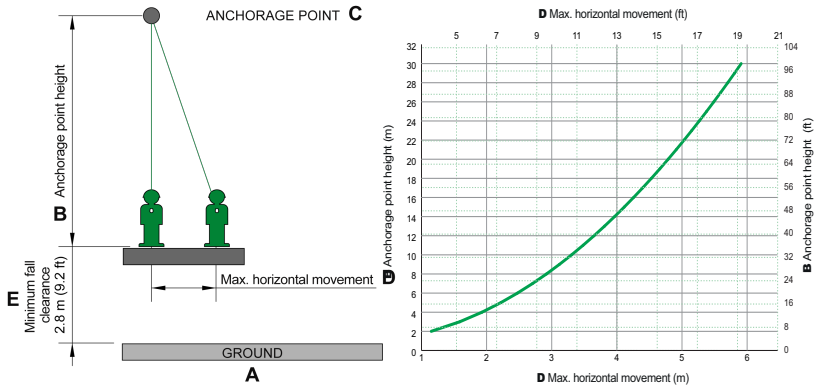 ANCHORAGE POINT C
Anchorage point height
B
Max. horizontal movement D
E
Minimum fall
clearance
2.8 m (9.2 ft)
GROUND
A
D Max. horizontal movement (ft)
5 7 9 11 13 15 17 19 21
32
30
28
26
24
22
20
18
16
14
12
10
8
6
4
2
0
B Anchorage point height (m)
104
96
88
80
72
64
56
48
40
32
24
16
8
0
B Anchorage point height (ft)
1 2 3 4 5 6
D Max. horizontal movement (m)